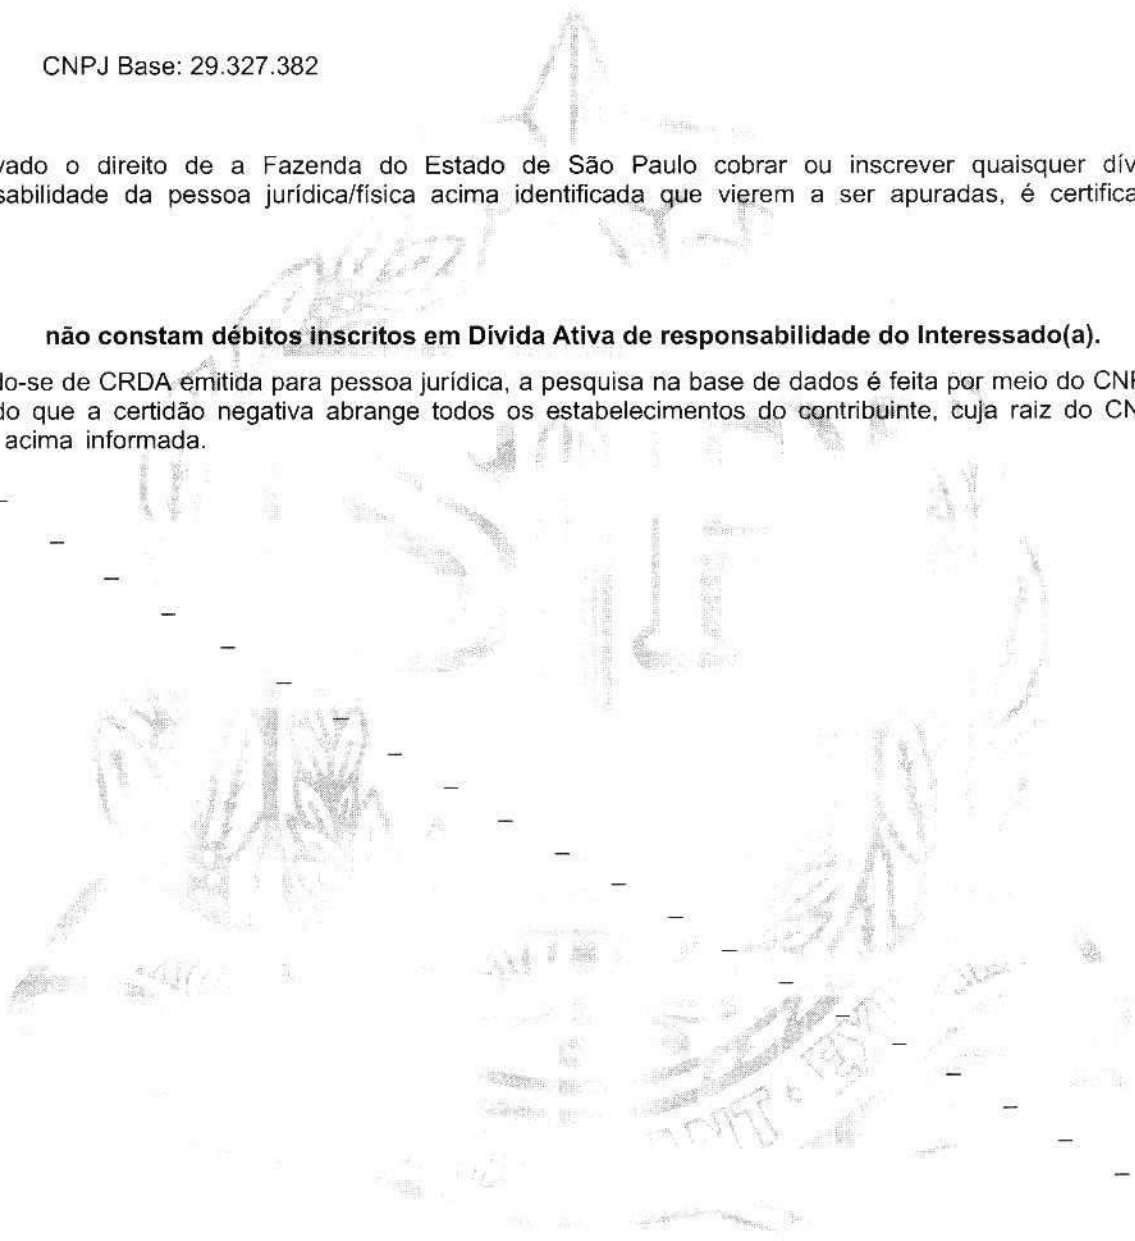 CNPJ Base: 29.327.382
vado o direito de a Fazenda do Estado de São Paulo cobrar ou inscrever quaisquer dív
sabilidade da pessoa jurídica/física acima identificada que vierem a ser apuradas, é certifica
não constam débitos inscritos em Dívida Ativa de responsabilidade do Interessado(a).
do-se de CRDA emitida para pessoa jurídica, a pesquisa na base de dados é feita por meio do CNP
do que a certidão negativa abrange todos os estabelecimentos do contribuinte, cuja raiz do CN
acima informada.